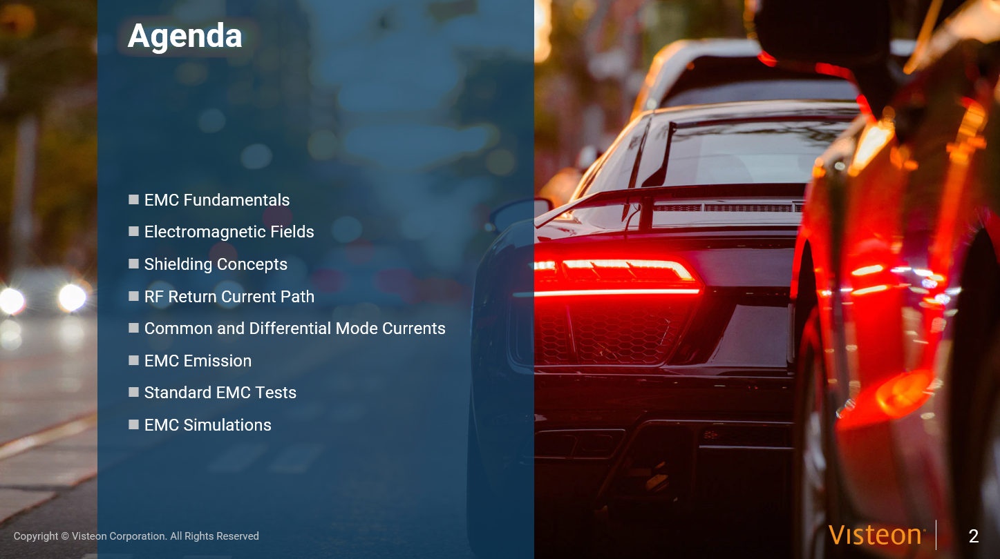 Agenda
EMC Fundamentals
Electromagnetic Fields
Shielding Concepts
RF Return Current Path
Common and Differential Mode Currents
EMC Emission
Standard EMC Tests
EMC Simulations
Copyright © Visteon Corporation. All Rights Reserved
Visteon
2